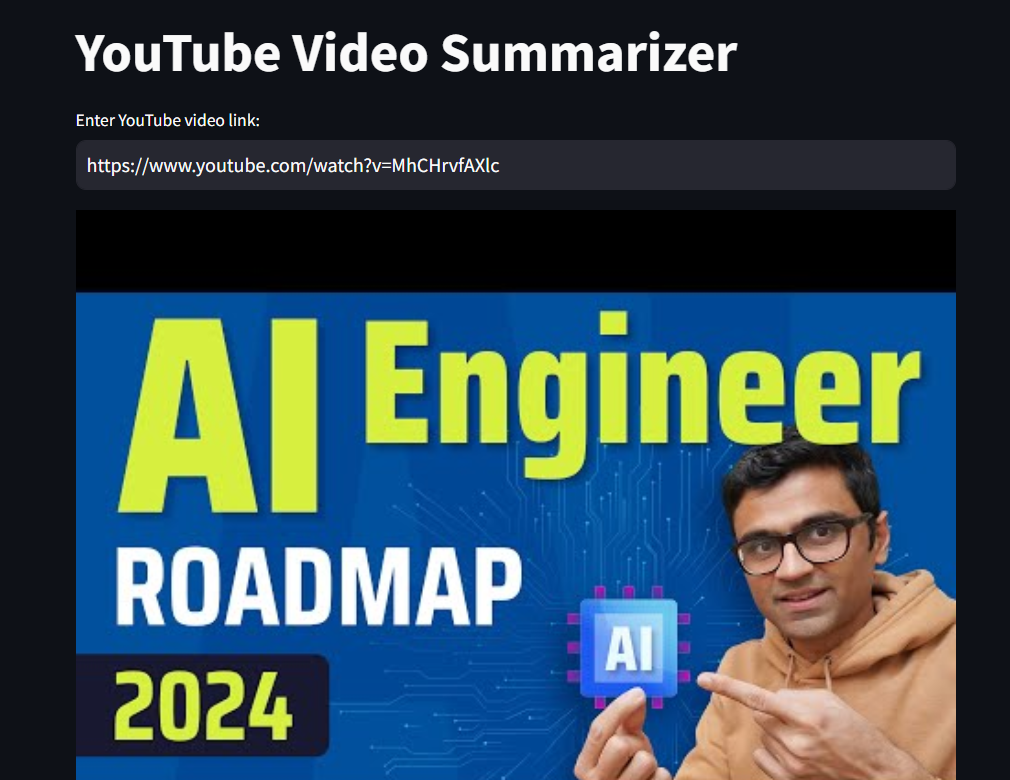 YouTube Video Summarizer
Enter YouTube video link:
https://www.youtube.com/watch?v=MhCHrvfAXlc
AI Engineer
ROADMAP
AI
2024